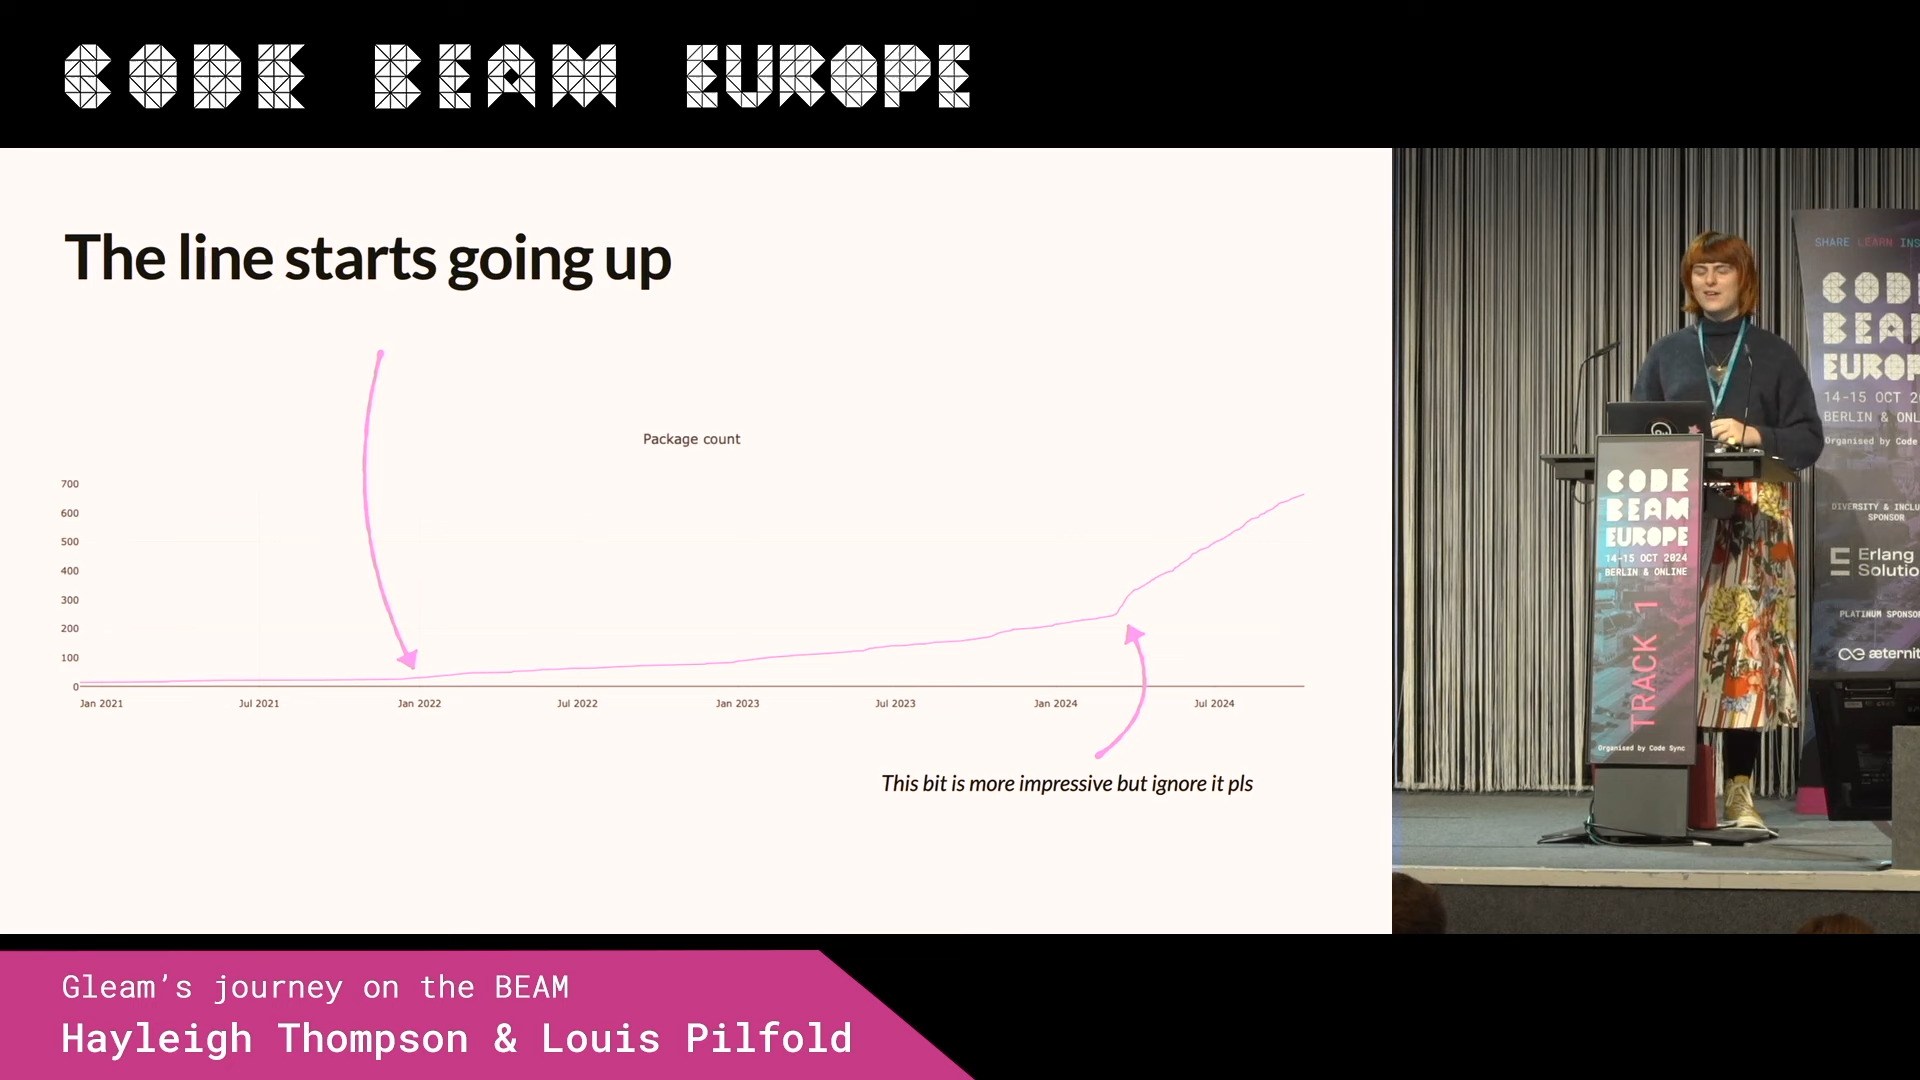 CODE BEAM EUROPE
The line starts going up
Package count
700
600
500
400
300
200
100
0
Jan 2021
Jul 2021
Jan 2022
Jul 2022
Jan 2023
Jul 2023
Jan 2024
Jul 2024
This bit is more impressive but ignore it pls
SHARE LEARN INS
CODE
BEAM
EUROP
14-15 OCT 20
BERLIN & ONL
Organised by Code
DIVERSITY & INCLU
SPONSOR
Erlang
Solutio
PLATINUM SPONSO
æternit
CODE
BEAM
EUROPE
14-15 OCT 2024
BERLIN & ONLINE
TRACK 1
Organised by Code Sync
Gleam’s journey on the BEAM
Hayleigh Thompson & Louis Pilfold